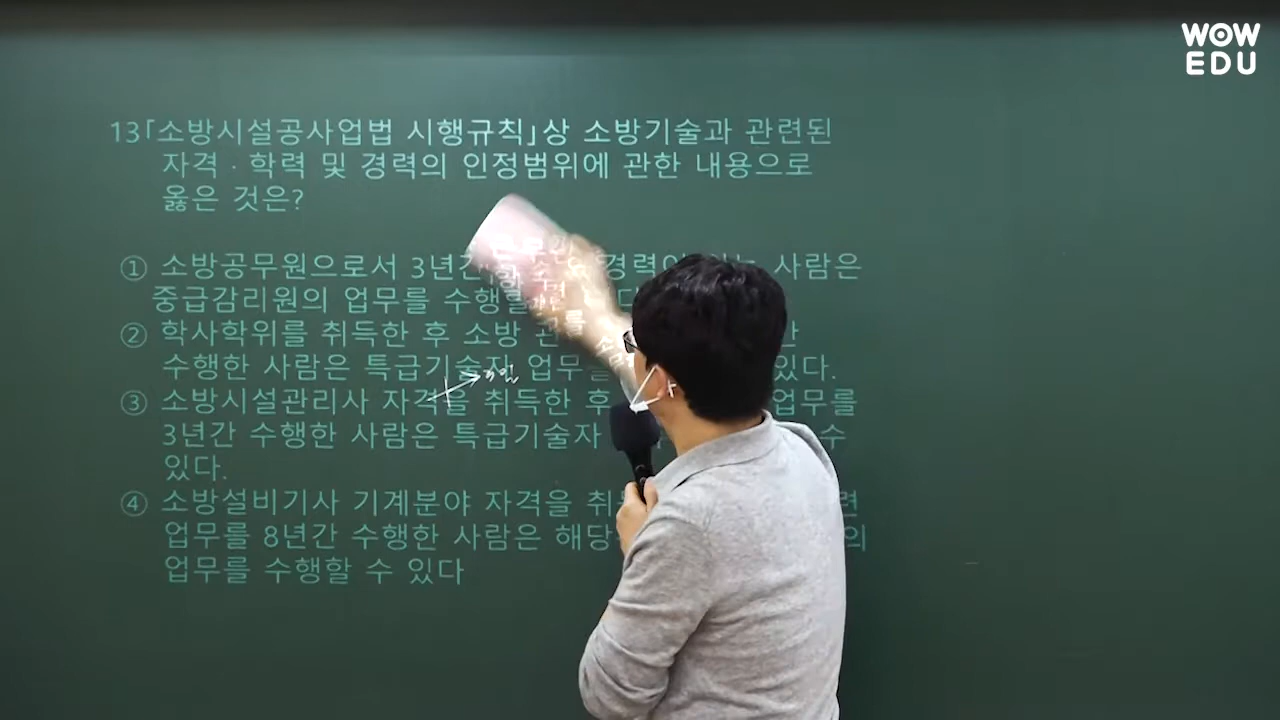 WOW
EDU
13「소방시설공사업법 시행규칙」상 소방기술과 관련된
자격 · 학력 및 경력의 인정범위에 관한 내용으로
옳은 것은?
① 소방공무원으로서 3년간 경력이 사람은
중급감리원의 업무를
② 학사학위를 취득한 후 소방
수행한 사람은 특급기술자 업무를 있다.
③ 소방시설관리사 자격을 취득한 후 업무를
3년간 수행한 사람은 특급기술자 수
있다.
④ 소방설비기사 기계분야 자격을
업무를 8년간 수행한 사람은 해당 의
업무를 수행할 수 있다